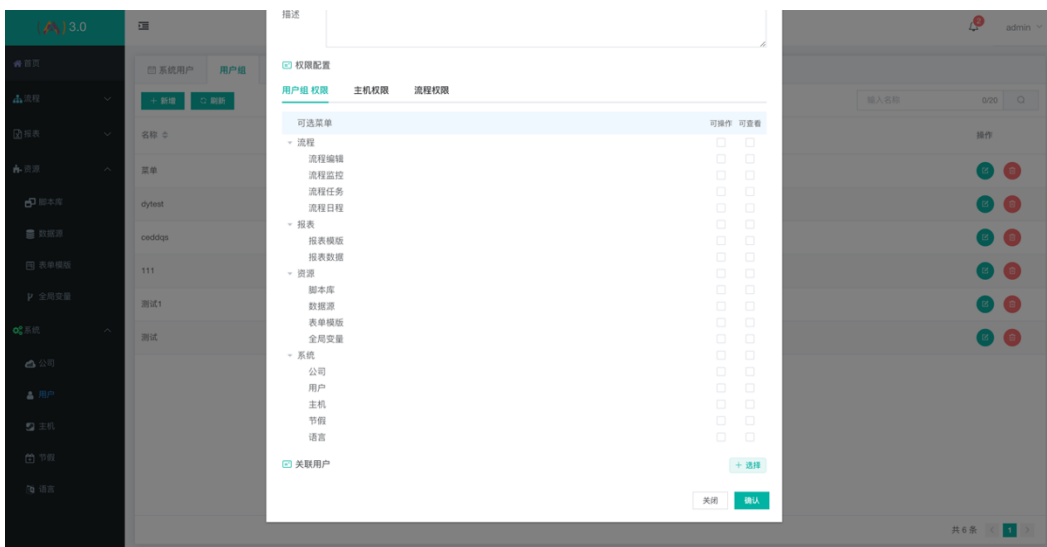 3.0
2
admin
描述
首页
流程
报表
资源
脚本库
数据源
表单模版
全局变量
系统
公司
用户
主机
节假
语言
系统用户
用户组
+ 新增
刷新
输入名称
0/20
名称
操作
菜单
dytest
ceddqs
111
测试1
测试
权限配置
用户组 权限 主机权限 流程权限
可选菜单 可操作 可查看
流程
流程编辑
流程监控
流程任务
流程日程
报表
报表模版
报表数据
资源
脚本库
数据源
表单模版
全局变量
系统
公司
用户
主机
节假
语言
关联用户
+ 选择
关闭 确认
共 6 条 < 1 >